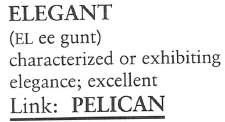 ELEGANT
(EL ee gunt)
characterized or exhibiting
elegance; excellent
Link: PELICAN